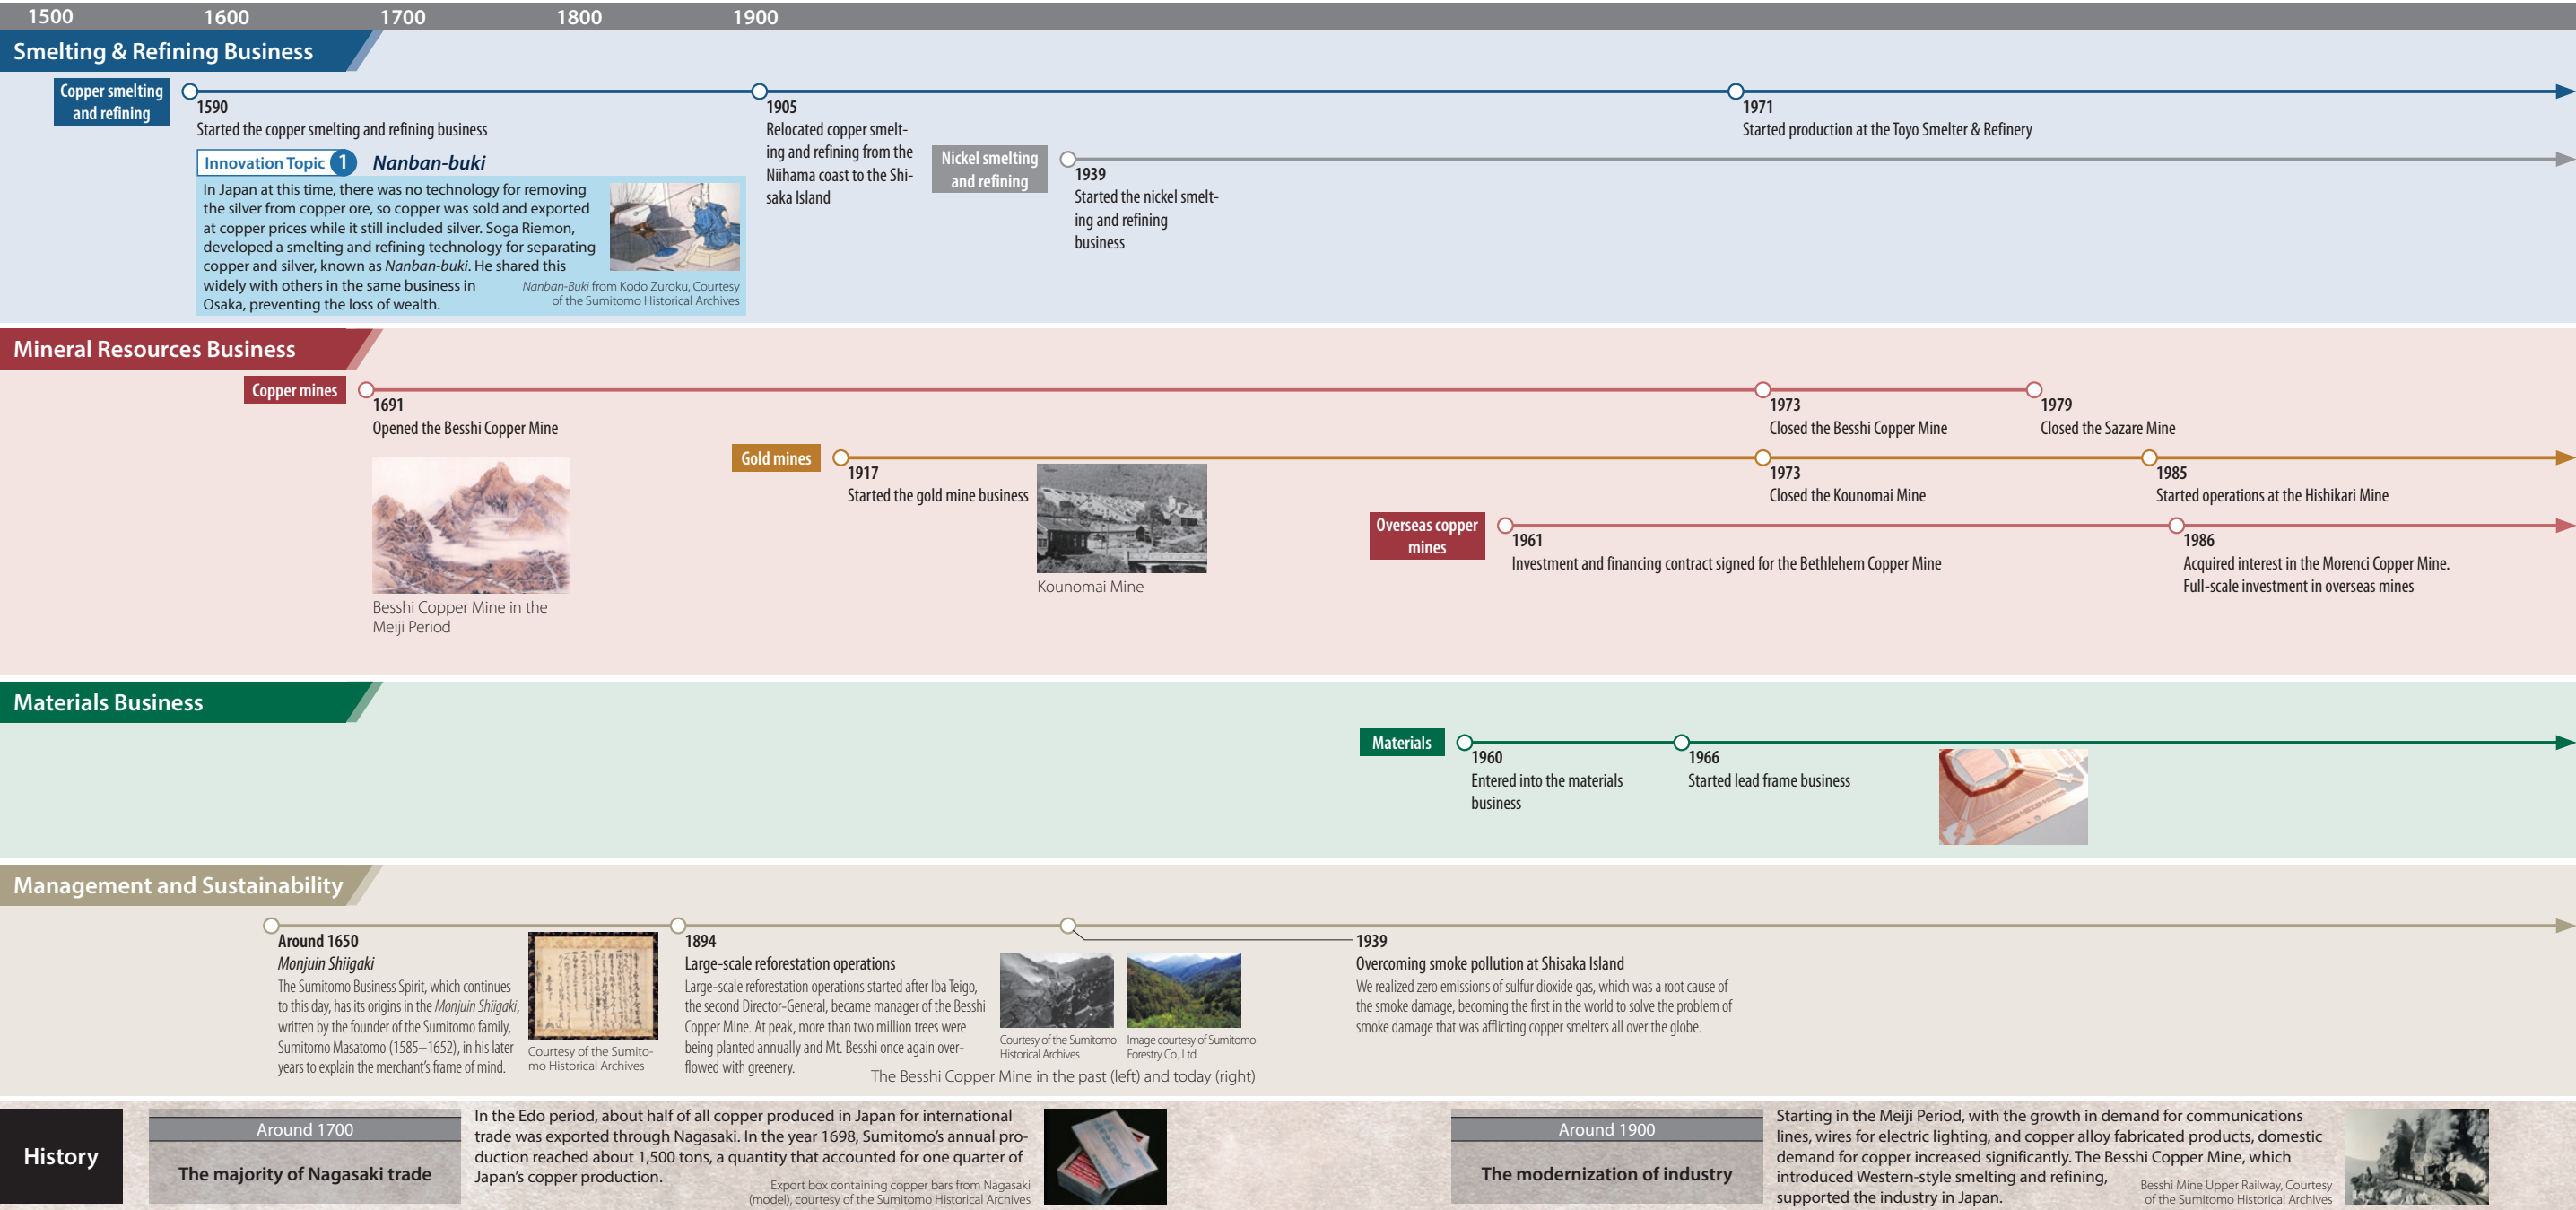 1500 1600 1700 1800 1900
Smelting & Refining Business
Copper smelting
and refining
1590
Started the copper smelting and refining business
Innovation Topic 1 Nanban-buki
In Japan at this time, there was no technology for removing
the silver from copper ore, so copper was sold and exported
at copper prices while it still included silver. Soga Riemon,
developed a smelting and refining technology for separating
copper and silver, known as Nanban-buki. He shared this
widely with others in the same business in
Osaka, preventing the loss of wealth.
Nanban-Buki from Kodo Zuroku, Courtesy
of the Sumitomo Historical Archives
1905
Relocated copper smelt-
ing and refining from the
Niihama coast to the Shi-
saka Island
Nickel smelting
and refining
1939
Started the nickel smelt-
ing and refining
business
1971
Started production at the Toyo Smelter & Refinery
Mineral Resources Business
Copper mines
1691
Opened the Besshi Copper Mine
Besshi Copper Mine in the
Meiji Period
1973
Closed the Besshi Copper Mine
1979
Closed the Sazare Mine
Gold mines
1917
Started the gold mine business
Kounomai Mine
1973
Closed the Kounomai Mine
1985
Started operations at the Hishikari Mine
Overseas copper
mines
1961
Investment and financing contract signed for the Bethlehem Copper Mine
1986
Acquired interest in the Morenci Copper Mine.
Full-scale investment in overseas mines
Materials Business
Materials
1960
Entered into the materials
business
1966
Started lead frame business
Management and Sustainability
Around 1650
Monjuin Shiigaki
The Sumitomo Business Spirit, which continues
to this day, has its origins in the Monjuin Shiigaki,
written by the founder of the Sumitomo family,
Sumitomo Masatomo (1585–1652), in his later
years to explain the merchant's frame of mind.
Courtesy of the Sumito-
mo Historical Archives
1894
Large-scale reforestation operations
Large-scale reforestation operations started after Iba Teigo,
the second Director-General, became manager of the Besshi
Copper Mine. At peak, more than two million trees were
being planted annually and Mt. Besshi once again over-
flowed with greenery.
Courtesy of the Sumitomo
Historical Archives
Image courtesy of Sumitomo
Forestry Co., Ltd.
The Besshi Copper Mine in the past (left) and today (right)
1939
Overcoming smoke pollution at Shisaka Island
We realized zero emissions of sulfur dioxide gas, which was a root cause of
the smoke damage, becoming the first in the world to solve the problem of
smoke damage that was afflicting copper smelters all over the globe.
History
Around 1700
The majority of Nagasaki trade
In the Edo period, about half of all copper produced in Japan for international
trade was exported through Nagasaki. In the year 1698, Sumitomo's annual pro-
duction reached about 1,500 tons, a quantity that accounted for one quarter of
Japan's copper production.
Export box containing copper bars from Nagasaki
(model), courtesy of the Sumitomo Historical Archives
Around 1900
The modernization of industry
Starting in the Meiji Period, with the growth in demand for communications
lines, wires for electric lighting, and copper alloy fabricated products, domestic
demand for copper increased significantly. The Besshi Copper Mine, which
introduced Western-style smelting and refining,
supported the industry in Japan.
Besshi Mine Upper Railway, Courtesy
of the Sumitomo Historical Archives